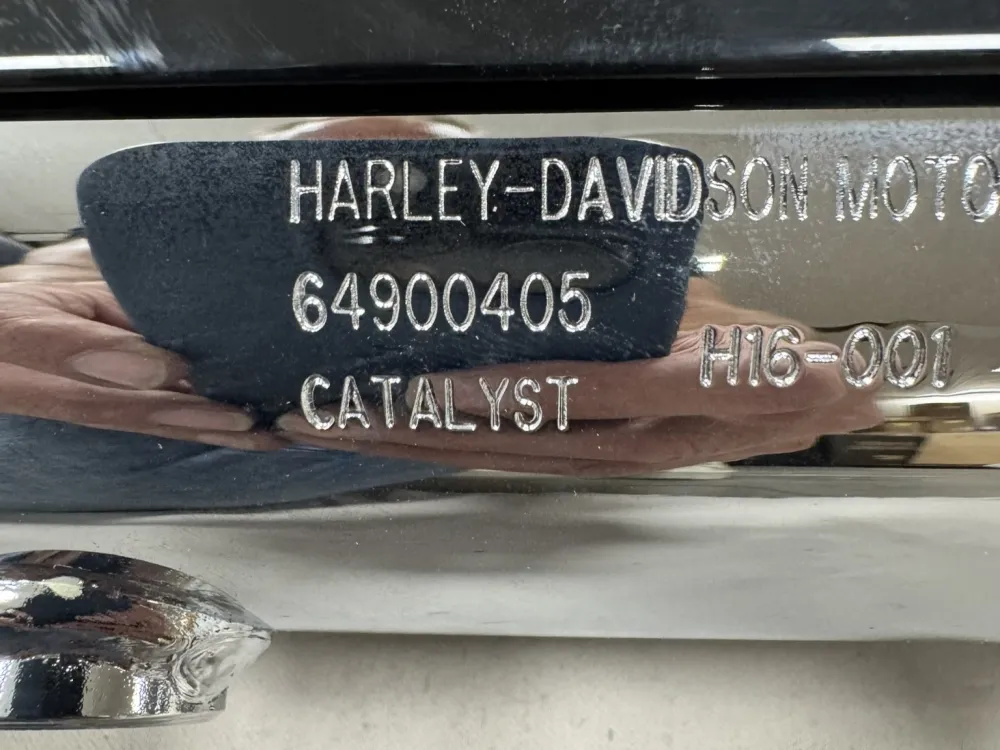 HARLEY-DAVIDSON MOTO
64900405
H16-001
CATALYST